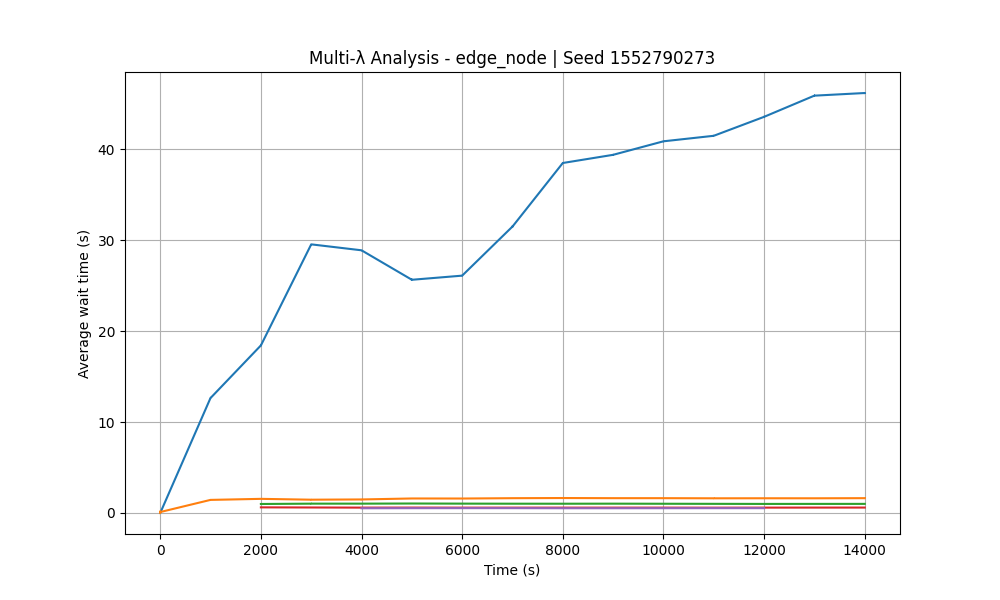 Multi-λ Analysis - edge_node | Seed 1552790273
Average wait time (s)
40
30
20
10
0
0 2000 4000 6000 8000 10000 12000 14000
Time (s)